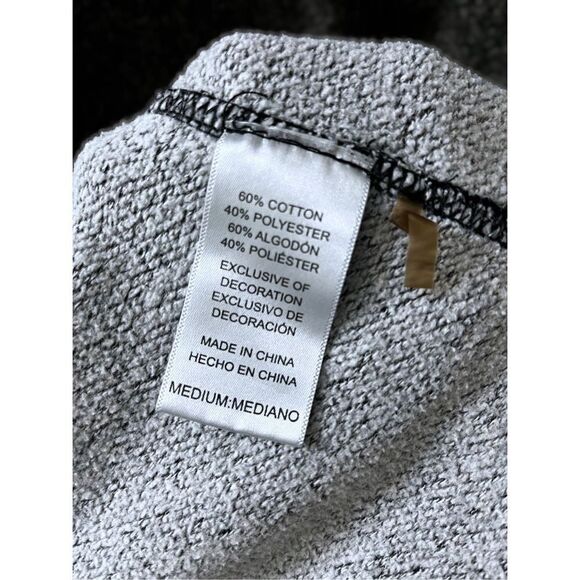 60% COTTON
40% POLYESTER
60% ALGODÓN
40% POLIÉSTER
EXCLUSIVE OF
DECORATION
EXCLUSIVO DE
DECORACIÓN
MADE IN CHINA
HECHO EN CHINA
MEDIUM:MEDIANO